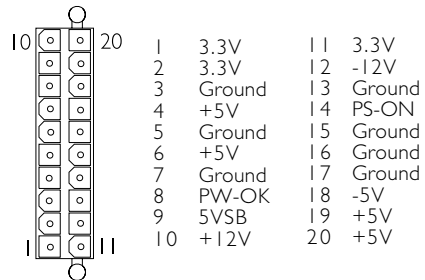 10 20
1 11
1 3.3V
2 3.3V
3 Ground
4 +5V
5 Ground
6 +5V
7 Ground
8 PW-OK
9 5VSB
10 +12V
11 3.3V
12 -12V
13 Ground
14 PS-ON
15 Ground
16 Ground
17 Ground
18 -5V
19 +5V
20 +5V